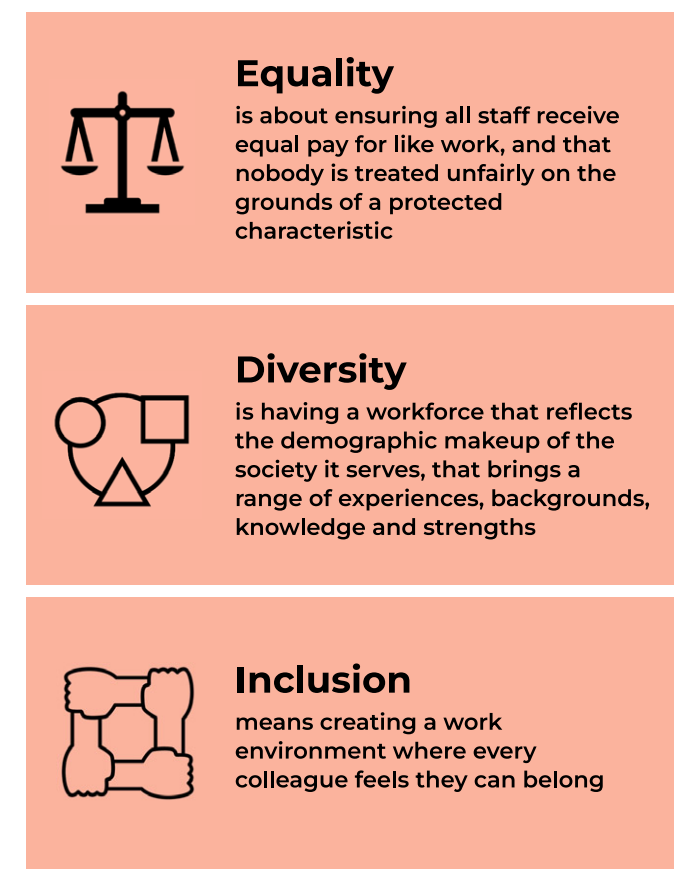 Equality
is about ensuring all staff receive
equal pay for like work, and that
nobody is treated unfairly on the
grounds of a protected
characteristic
Diversity
is having a workforce that reflects
the demographic makeup of the
society it serves, that brings a
range of experiences, backgrounds,
knowledge and strengths
Inclusion
means creating a work
environment where every
colleague feels they can belong